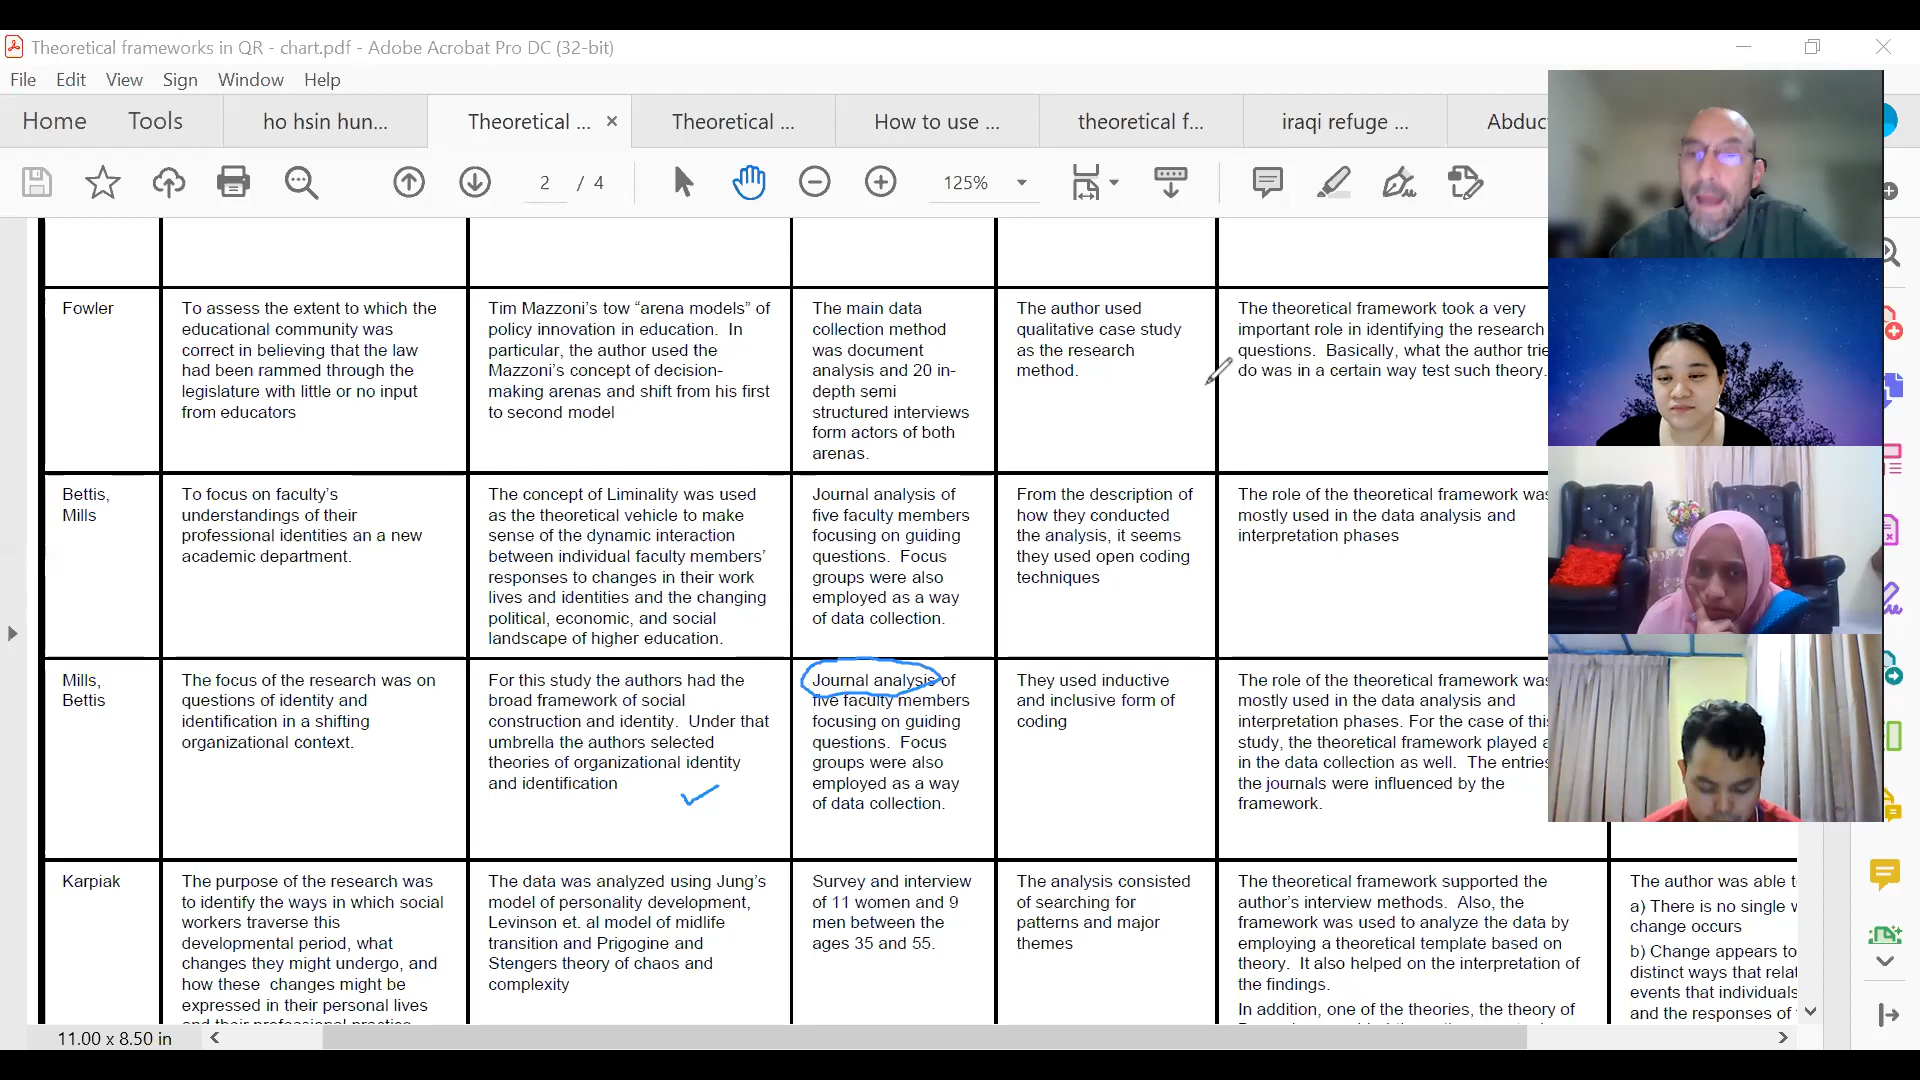 Theoretical frameworks in QR - chart.pdf - Adobe Acrobat Pro DC (32-bit)
File Edit View Sign Window Help
Home Tools ho hsin hun... Theoretical ... × Theoretical ... How to use ... theoretical f... iraqi refuge ... Abduc
2 / 4 125%
Fowler
To assess the extent to which the
educational community was
correct in believing that the law
had been rammed through the
legislature with little or no input
from educators
Tim Mazzoni’s tow “arena models” of
policy innovation in education. In
particular, the author used the
Mazzoni’s concept of decision-
making arenas and shift from his first
to second model
The main data
collection method
was document
analysis and 20 in-
depth semi
structured interviews
form actors of both
arenas.
The author used
qualitative case study
as the research
method.
The theoretical framework took a very
important role in identifying the research
questions. Basically, what the author trie
do was in a certain way test such theory.
Bettis,
Mills
To focus on faculty’s
understandings of their
professional identities an a new
academic department.
The concept of Liminality was used
as the theoretical vehicle to make
sense of the dynamic interaction
between individual faculty members’
responses to changes in their work
lives and identities and the changing
political, economic, and social
landscape of higher education.
Journal analysis of
five faculty members
focusing on guiding
questions. Focus
groups were also
employed as a way
of data collection.
From the description of
how they conducted
the analysis, it seems
they used open coding
techniques
The role of the theoretical framework was
mostly used in the data analysis and
interpretation phases
Mills,
Bettis
The focus of the research was on
questions of identity and
identification in a shifting
organizational context.
For this study the authors had the
broad framework of social
construction and identity. Under that
umbrella the authors selected
theories of organizational identity
and identification
Journal analysis of
five faculty members
focusing on guiding
questions. Focus
groups were also
employed as a way
of data collection.
They used inductive
and inclusive form of
coding
The role of the theoretical framework was
mostly used in the data analysis and
interpretation phases. For the case of this
study, the theoretical framework played a
in the data collection as well. The entries
the journals were influenced by the
framework.
Karpiak
The purpose of the research was
to identify the ways in which social
workers traverse this
developmental period, what
changes they might undergo, and
how these changes might be
expressed in their personal lives
and their professional practice
The data was analyzed using Jung’s
model of personality development,
Levinson et. al model of midlife
transition and Prigogine and
Stengers theory of chaos and
complexity
Survey and interview
of 11 women and 9
men between the
ages 35 and 55.
The analysis consisted
of searching for
patterns and major
themes
The theoretical framework supported the
author’s interview methods. Also, the
framework was used to analyze the data by
employing a theoretical template based on
theory. It also helped on the interpretation of
the findings.
In addition, one of the theories, the theory of
The author was able t
a) There is no single w
change occurs
b) Change appears to
distinct ways that relat
events that individuals
and the responses of
11.00 x 8.50 in